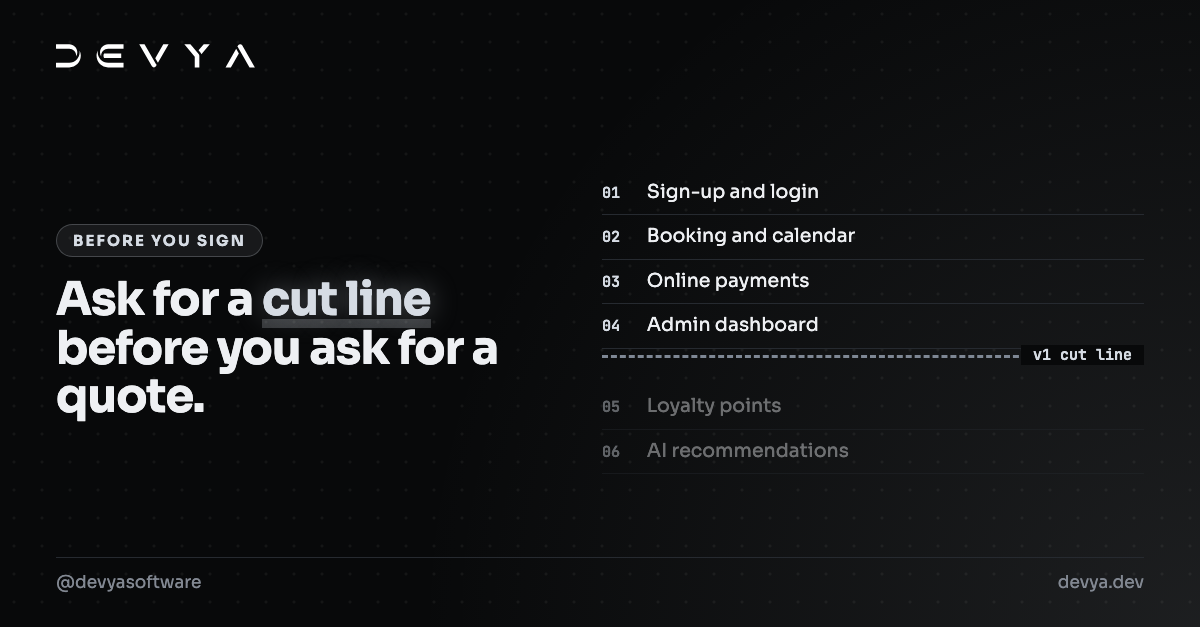 DEVYA
BEFORE YOU SIGN
Ask for a cut line
before you ask for a
quote.
01 Sign-up and login
02 Booking and calendar
03 Online payments
04 Admin dashboard
v1 cut line
05 Loyalty points
06 AI recommendations
@devyasoftware
devya.dev